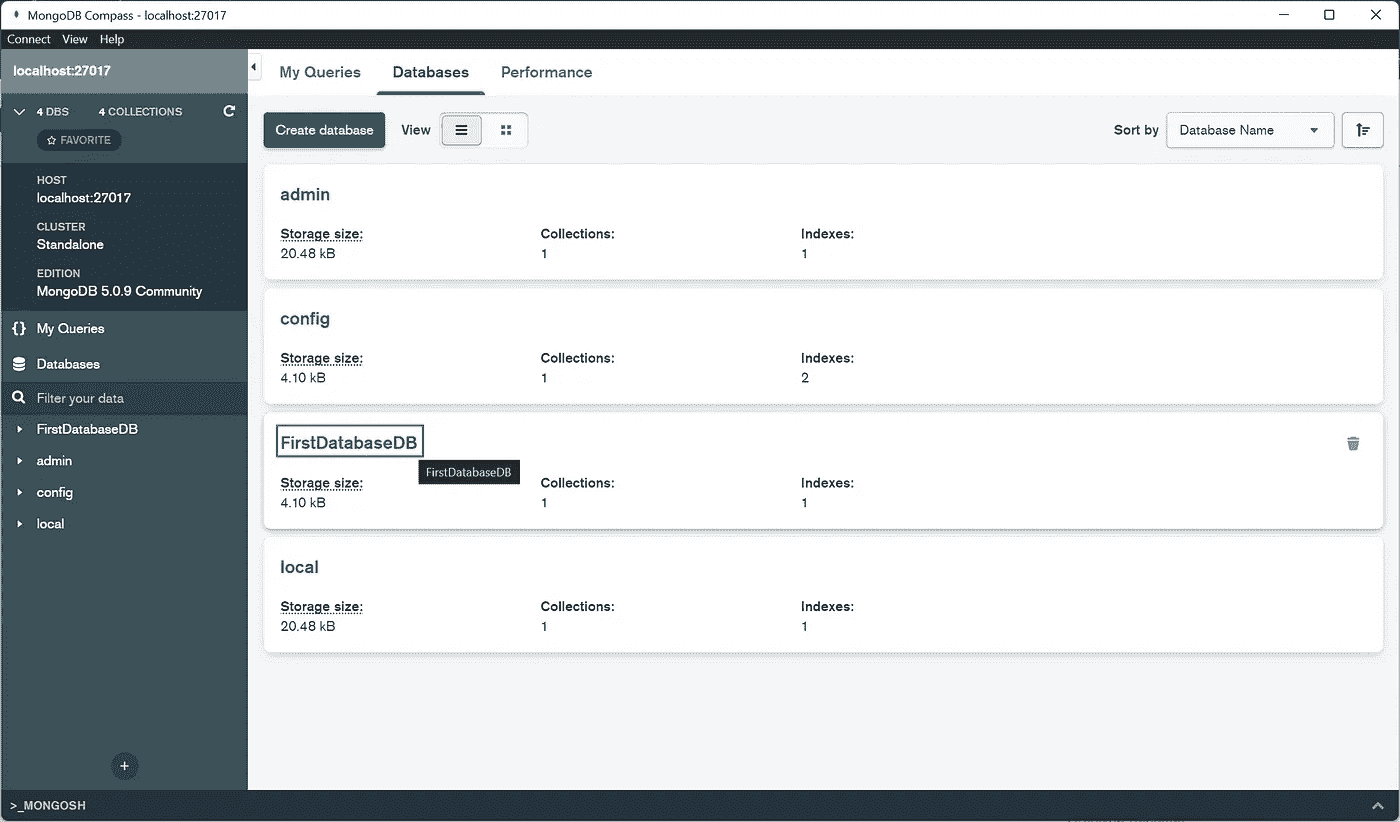 MongoDB Compass - localhost:27017
Connect View Help
localhost:27017
4 DBS 4 COLLECTIONS
FAVORITE
HOST
localhost:27017
CLUSTER
Standalone
EDITION
MongoDB 5.0.9 Community
{} My Queries
Databases
Filter your data
FirstDatabaseDB
admin
config
local
+
My Queries Databases Performance
Create database View Sort by Database Name
admin
Storage size: Collections: Indexes:
20.48 kB 1 1
config
Storage size: Collections: Indexes:
4.10 kB 1 2
FirstDatabaseDB
FirstDatabaseDB
Storage size: Collections: Indexes:
4.10 kB 1 1
local
Storage size: Collections: Indexes:
20.48 kB 1 1
>_MONGOSH